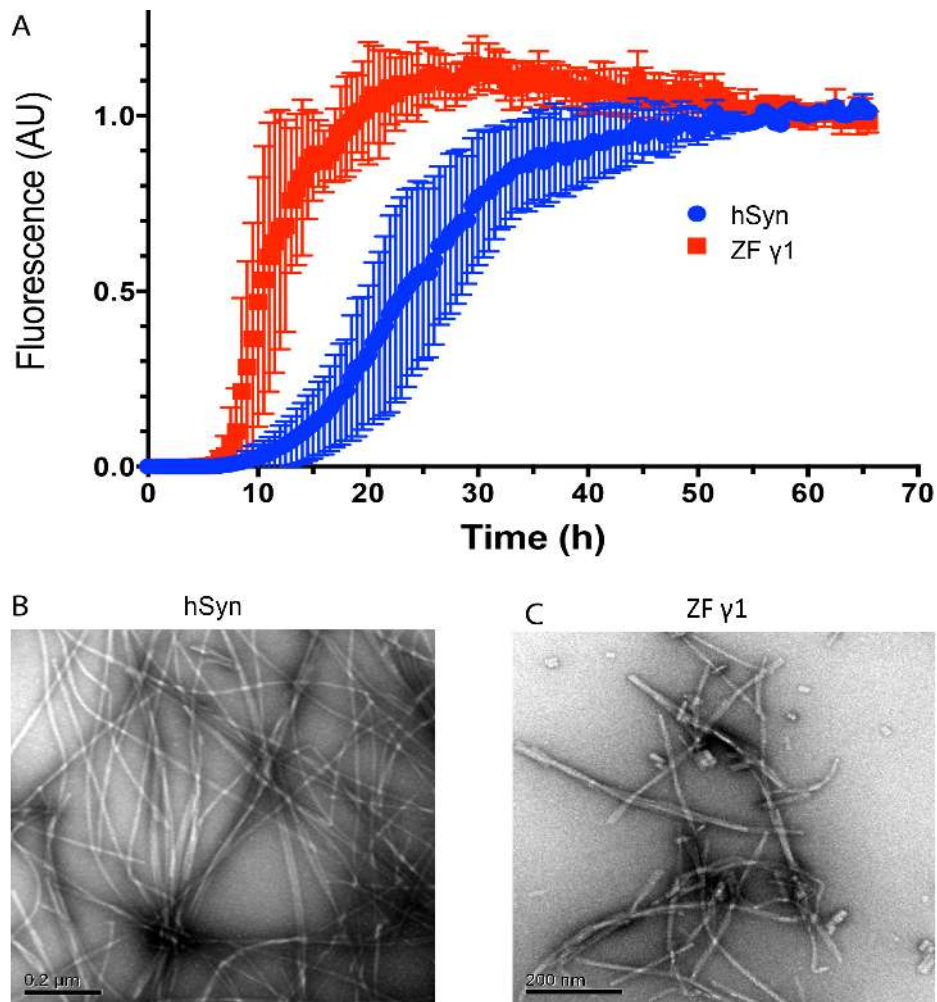 A
Fluorescence (AU)
1.0
0.5
0.0
0 10 20 30 40 50 60 70
Time (h)
hSyn
ZF γ1
B hSyn
C ZF γ1
0.2 μm
200 nm